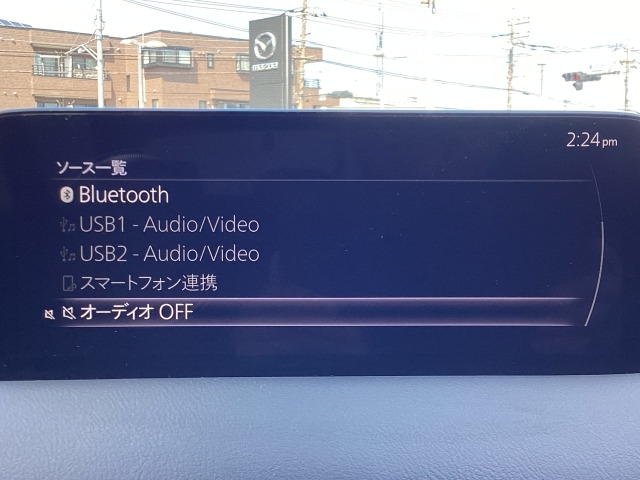 mazda
2:24pm
ソース一覧
Bluetooth
USB1 - Audio/Video
USB2 - Audio/Video
スマートフォン連携
オーディオ OFF